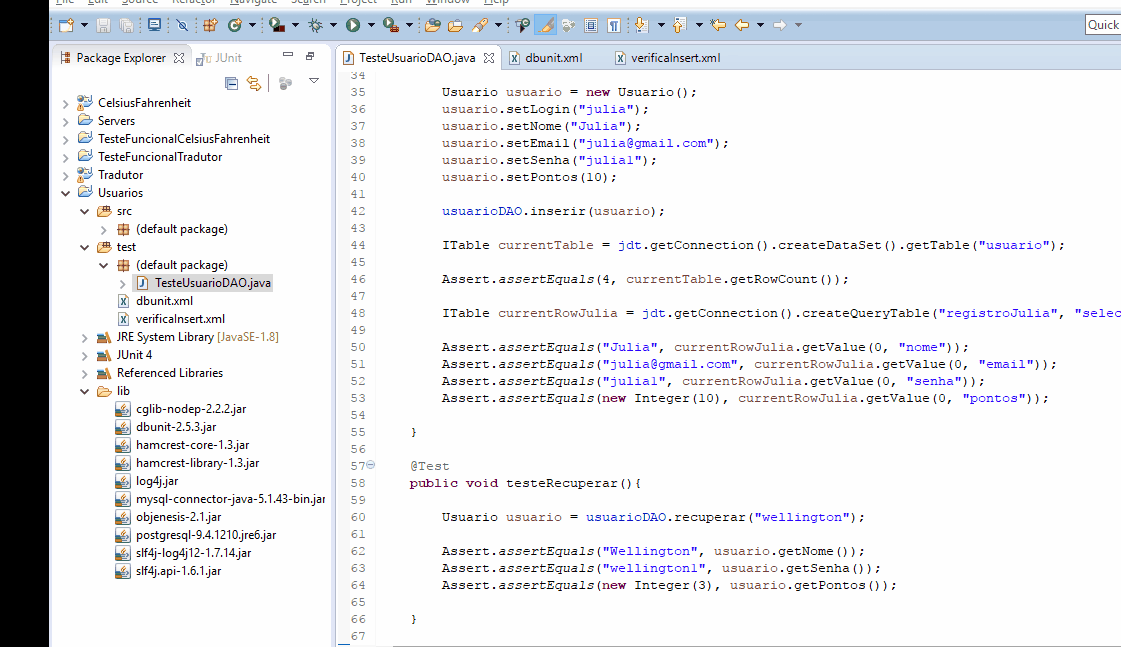 File Edit Source Refactor Navigate Search Project Run Window Help
Quick
Package Explorer JUnit
CelsiusFahrenheit
Servers
TesteFuncionalCelsiusFahrenheit
TesteFuncionalTradutor
Tradutor
Usuarios
src
(default package)
test
(default package)
TesteUsuarioDAO.java
dbunit.xml
verificaInsert.xml
JRE System Library [JavaSE-1.8]
JUnit 4
Referenced Libraries
lib
cglib-nodep-2.2.2.jar
dbunit-2.5.3.jar
hamcrest-core-1.3.jar
hamcrest-library-1.3.jar
log4j.jar
mysql-connector-java-5.1.43-bin.jar
objenesis-2.1.jar
postgresql-9.4.1210.jre6.jar
slf4j-log4j12-1.7.14.jar
slf4j.api-1.6.1.jar
TesteUsuarioDAO.java dbunit.xml verificaInsert.xml
34
35 Usuario usuario = new Usuario();
36 usuario.setLogin("julia");
37 usuario.setNome("Julia");
38 usuario.setEmail("julia@gmail.com");
39 usuario.setSenha("julia1");
40 usuario.setPontos(10);
41
42 usuarioDAO.inserir(usuario);
43
44 ITable currentTable = jdt.getConnection().createDataSet().getTable("usuario");
45
46 Assert.assertEquals(4, currentTable.getRowCount());
47
48 ITable currentRowJulia = jdt.getConnection().createQueryTable("registroJulia", "selec
49
50 Assert.assertEquals("Julia", currentRowJulia.getValue(0, "nome"));
51 Assert.assertEquals("julia@gmail.com", currentRowJulia.getValue(0, "email"));
52 Assert.assertEquals("julia1", currentRowJulia.getValue(0, "senha"));
53 Assert.assertEquals(new Integer(10), currentRowJulia.getValue(0, "pontos"));
54
55 }
56
57 @Test
58 public void testeRecuperar(){
59
60 Usuario usuario = usuarioDAO.recuperar("wellington");
61
62 Assert.assertEquals("Wellington", usuario.getNome());
63 Assert.assertEquals("wellington1", usuario.getSenha());
64 Assert.assertEquals(new Integer(3), usuario.getPontos());
65
66 }
67